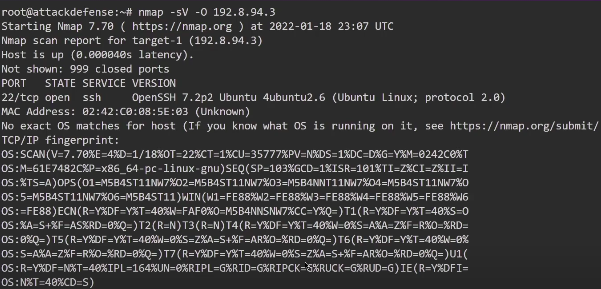 root@attackdefense:~# nmap -sV -O 192.8.94.3
Starting Nmap 7.70 ( https://nmap.org ) at 2022-01-18 23:07 UTC
Nmap scan report for target-1 (192.8.94.3)
Host is up (0.000040s latency).
Not shown: 999 closed ports
PORT   STATE SERVICE VERSION
22/tcp open  ssh     OpenSSH 7.2p2 Ubuntu 4ubuntu2.6 (Ubuntu Linux; protocol 2.0)
MAC Address: 02:42:C0:08:5E:03 (Unknown)
No exact OS matches for host (If you know what OS is running on it, see https://nmap.org/submit/
TCP/IP fingerprint:
OS:SCAN(V=7.70%E=4%D=1/18%OT=22%CT=1%CU=35777%PV=N%DS=1%DC=D%G=Y%M=0242C0%T
OS:M=61E7482C%P=x86_64-pc-linux-gnu)SEQ(SP=103%GCD=1%ISR=101%TI=Z%CI=Z%II=I
OS:%TS=A)OPS(O1=M5B4ST11NW7%O2=M5B4ST11NW7%O3=M5B4NNT11NW7%O4=M5B4ST11NW7%O
OS:5=M5B4ST11NW7%O6=M5B4ST11)WIN(W1=FE88%W2=FE88%W3=FE88%W4=FE88%W5=FE88%W6
OS:=FE88)ECN(R=Y%DF=Y%T=40%W=FAF0%O=M5B4NNSNW7%CC=Y%Q=)T1(R=Y%DF=Y%T=40%S=O
OS:%A=S+%F=AS%RD=0%Q=)T2(R=N)T3(R=N)T4(R=Y%DF=Y%T=40%W=0%S=A%A=Z%F=R%O=%RD=
OS:0%Q=)T5(R=Y%DF=Y%T=40%W=0%S=Z%A=S+%F=AR%O=%RD=0%Q=)T6(R=Y%DF=Y%T=40%W=0%
OS:S=A%A=Z%F=R%O=%RD=0%Q=)T7(R=Y%DF=Y%T=40%W=0%S=Z%A=S+%F=AR%O=%RD=0%Q=)U1(
OS:R=Y%DF=N%T=40%IPL=164%UN=0%RIPL=G%RID=G%RIPCK=G%RUCK=G%RUD=G)IE(R=Y%DFI=
OS:N%T=40%CD=S)